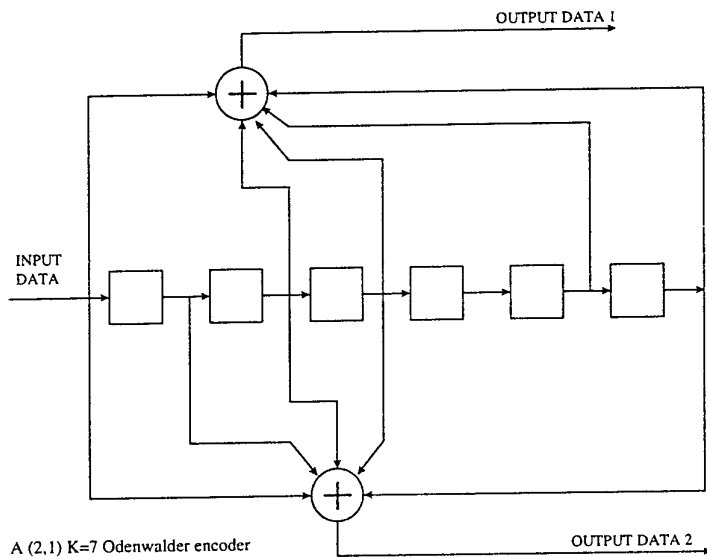 OUTPUT DATA 1
INPUT
DATA
OUTPUT DATA 2
A (2,1) K=7 Odenwalder encoder